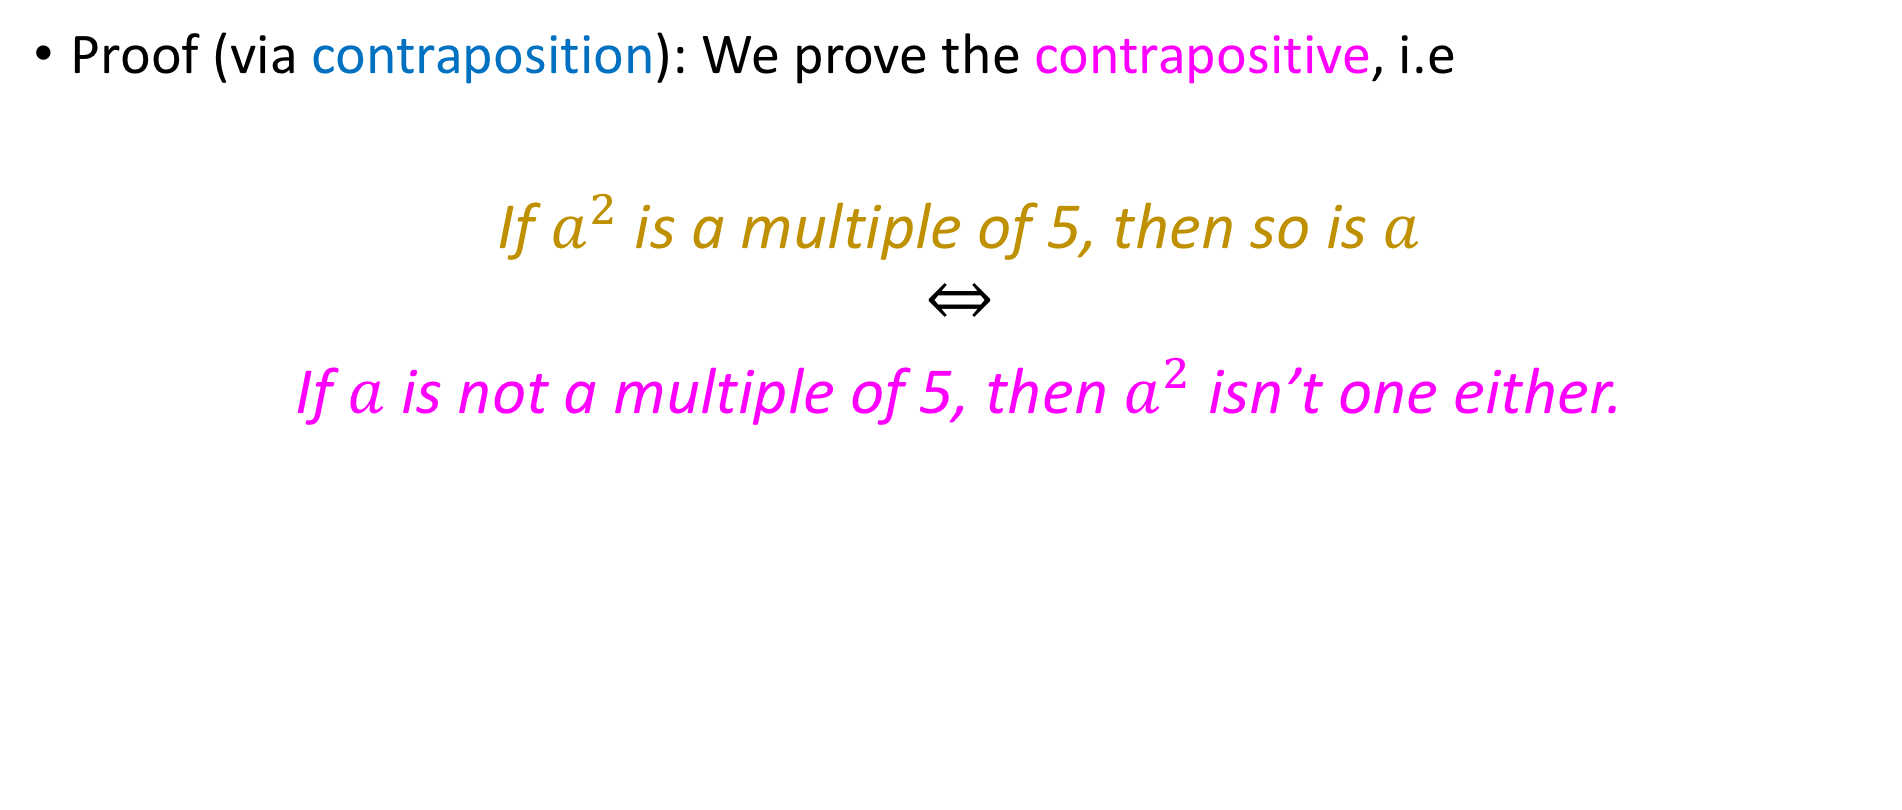 • Proof (via contraposition): We prove the contrapositive, i.e
If a² is a multiple of 5, then so is a
⇔
If a is not a multiple of 5, then a² isn’t one either.